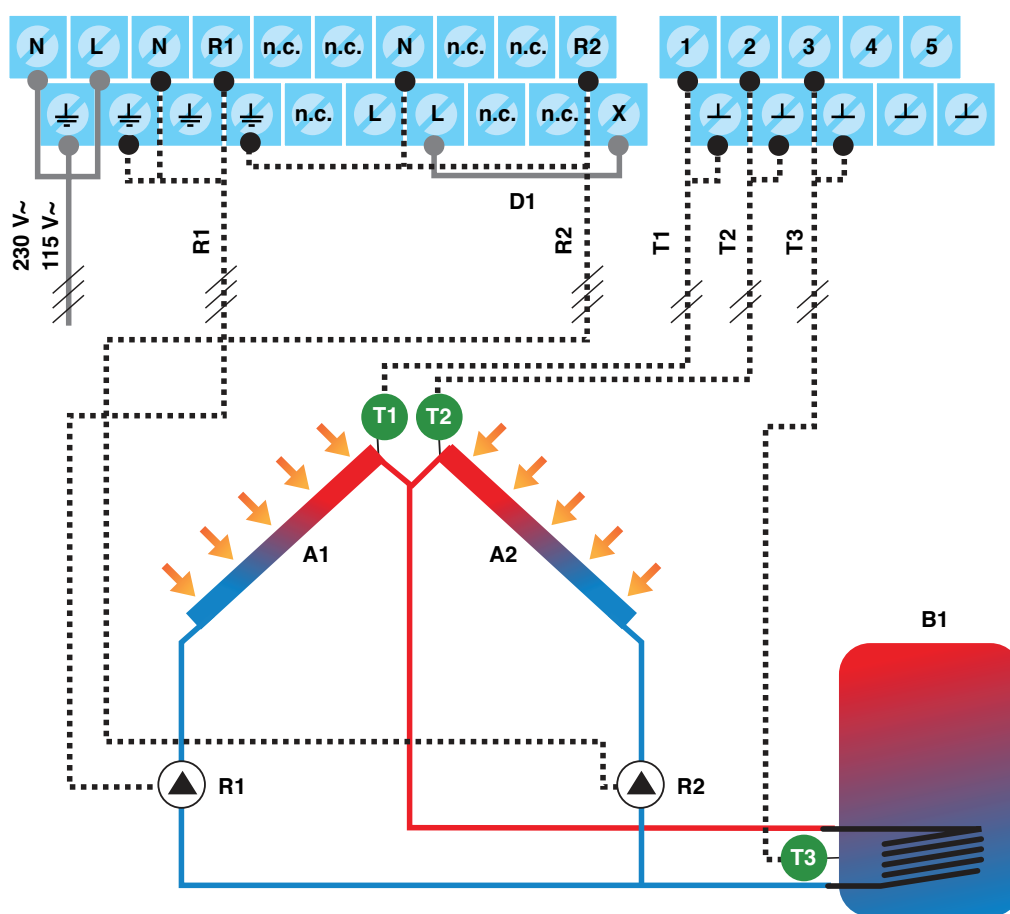 N L N R1 n.c. n.c. N n.c. n.c. R2
1 2 3 4 5
n.c. L L n.c. n.c. X
D1
230 V~
115 V~
R1
R2
T1
T2
T3
T1 T2
A1 A2
B1
R1 R2
T3